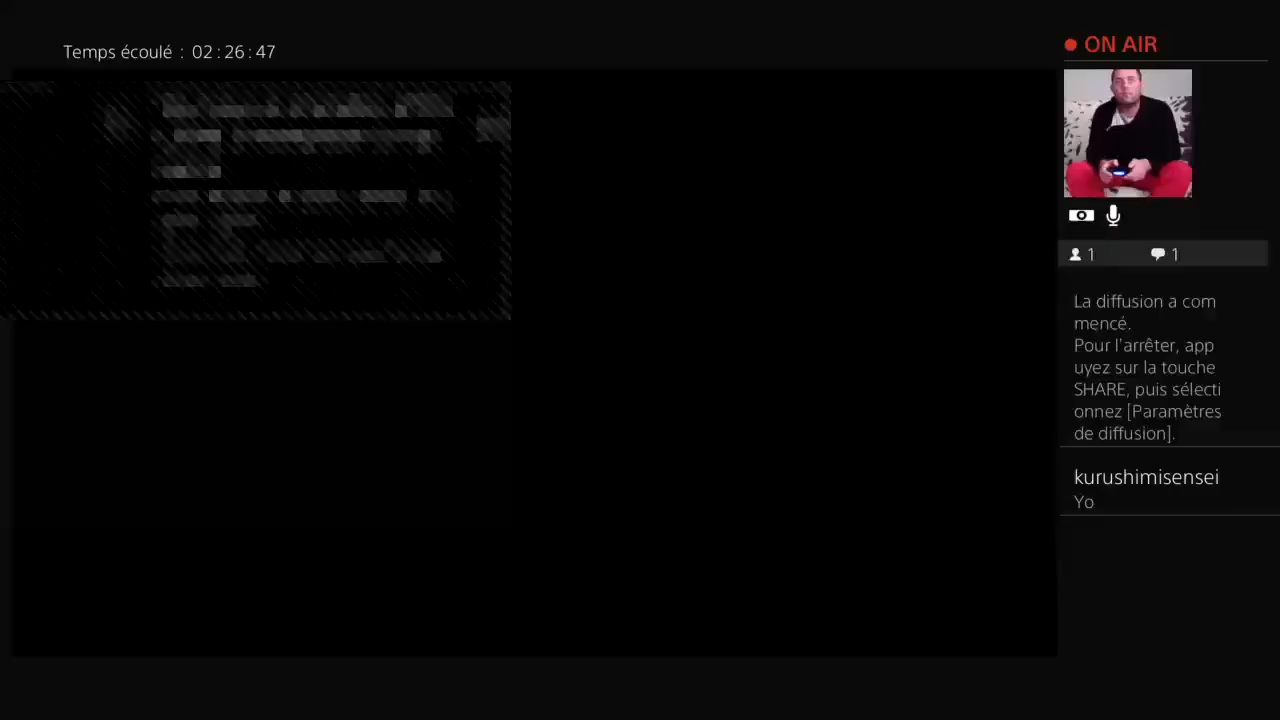 Temps écoulé : 02:26:47
ON AIR
1
1
La diffusion a com
mencé.
Pour l'arrêter, app
uyez sur la touche
SHARE, puis sélecti
onnez [Paramètres
de diffusion].
kurushimisensei
Yo